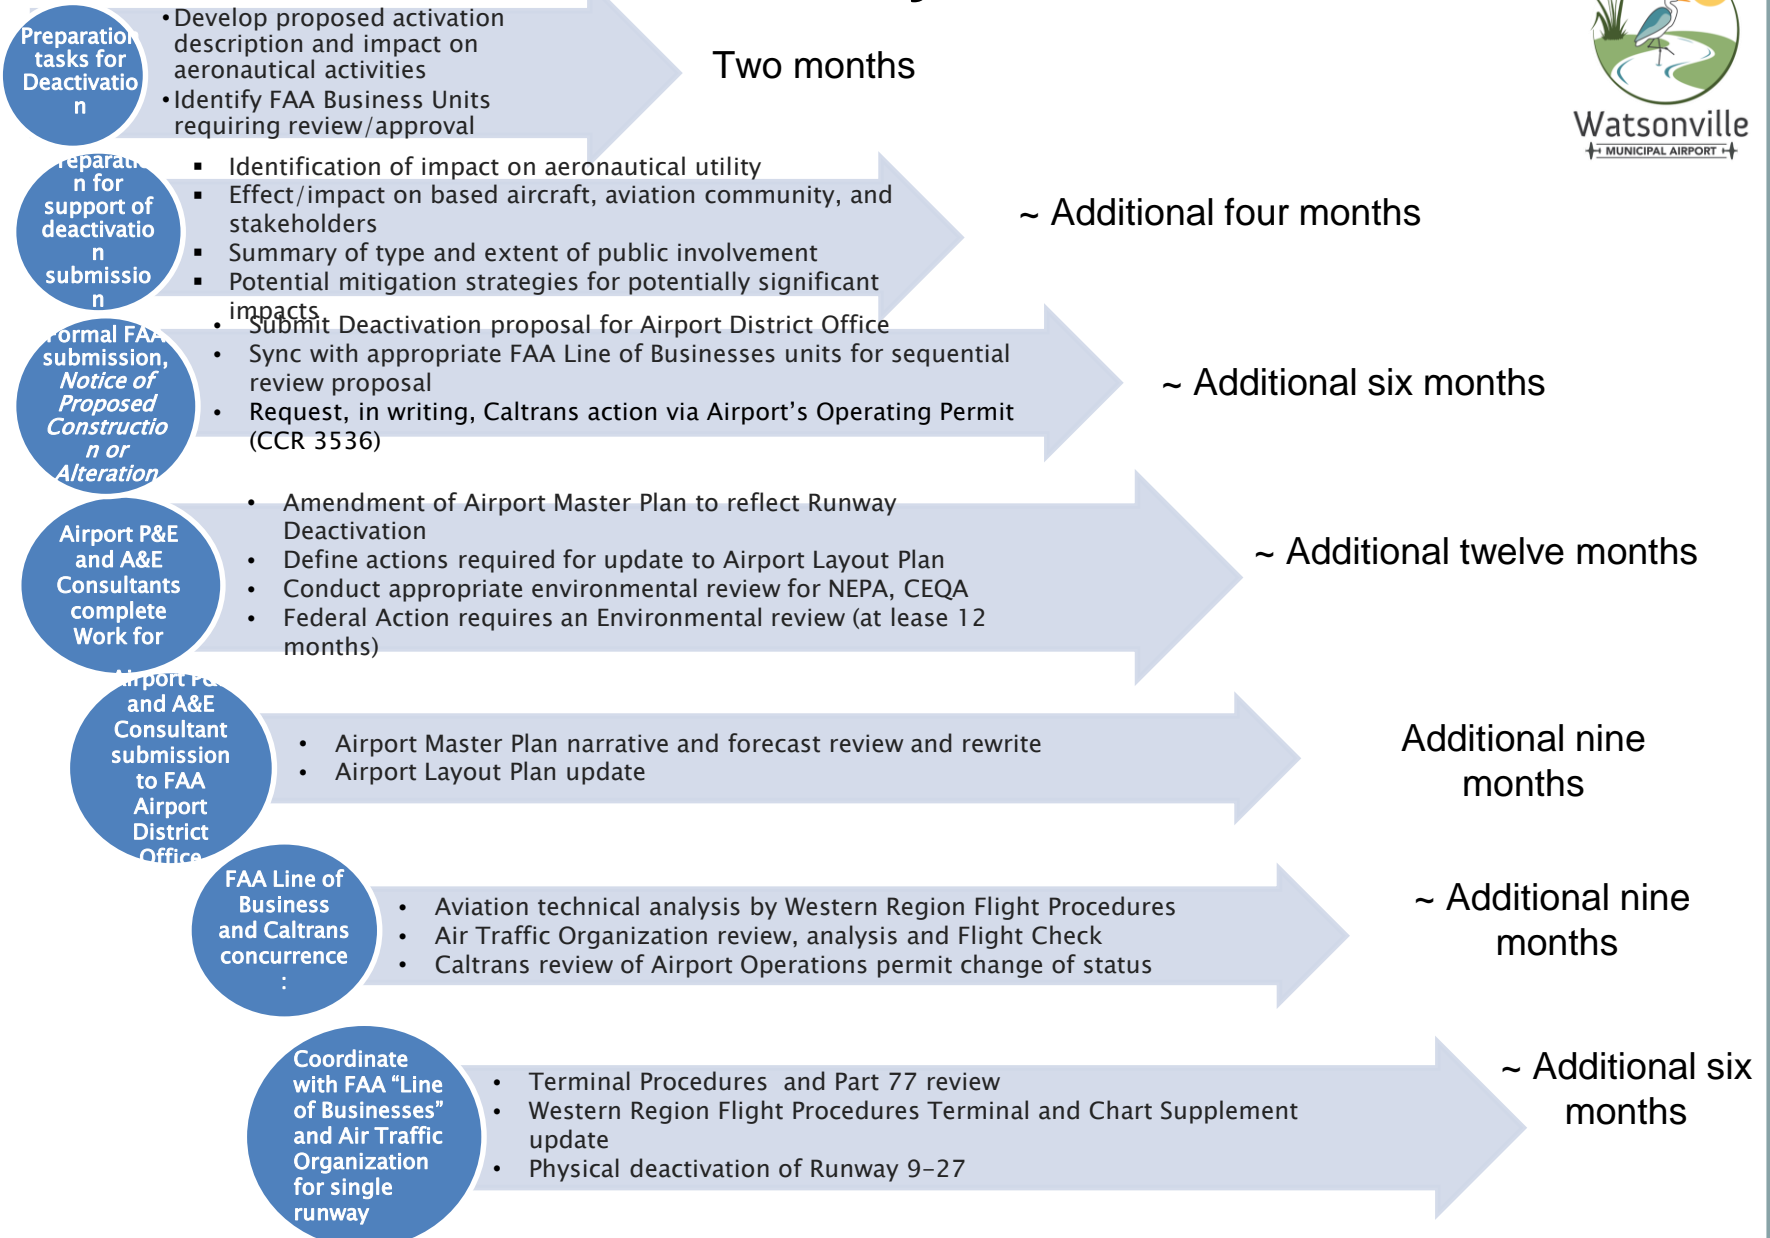 Preparation
tasks for
Deactivatio
n
•Develop proposed activation
description and impact on
aeronautical activities
•Identify FAA Business Units
requiring review/approval
Two months
Watsonville
MUNICIPAL AIRPORT
reparatio
n for
support of
deactivatio
n
submissio
n
▪ Identification of impact on aeronautical utility
▪ Effect/impact on based aircraft, aviation community, and
stakeholders
▪ Summary of type and extent of public involvement
▪ Potential mitigation strategies for potentially significant
impacts
~ Additional four months
ormal FAA
submission,
Notice of
Proposed
Constructio
n or
Alteration
• Submit Deactivation proposal for Airport District Office
• Sync with appropriate FAA Line of Businesses units for sequential
review proposal
• Request, in writing, Caltrans action via Airport’s Operating Permit
(CCR 3536)
~ Additional six months
Airport P&E
and A&E
Consultants
complete
Work for
• Amendment of Airport Master Plan to reflect Runway
Deactivation
• Define actions required for update to Airport Layout Plan
• Conduct appropriate environmental review for NEPA, CEQA
• Federal Action requires an Environmental review (at lease 12
months)
~ Additional twelve months
Airport P&
and A&E
Consultant
submission
to FAA
Airport
District
Office
• Airport Master Plan narrative and forecast review and rewrite
• Airport Layout Plan update
Additional nine
months
FAA Line of
Business
and Caltrans
concurrence
:
• Aviation technical analysis by Western Region Flight Procedures
• Air Traffic Organization review, analysis and Flight Check
• Caltrans review of Airport Operations permit change of status
~ Additional nine
months
Coordinate
with FAA “Line
of Businesses”
and Air Traffic
Organization
for single
runway
• Terminal Procedures and Part 77 review
• Western Region Flight Procedures Terminal and Chart Supplement
update
• Physical deactivation of Runway 9-27
~ Additional six
months